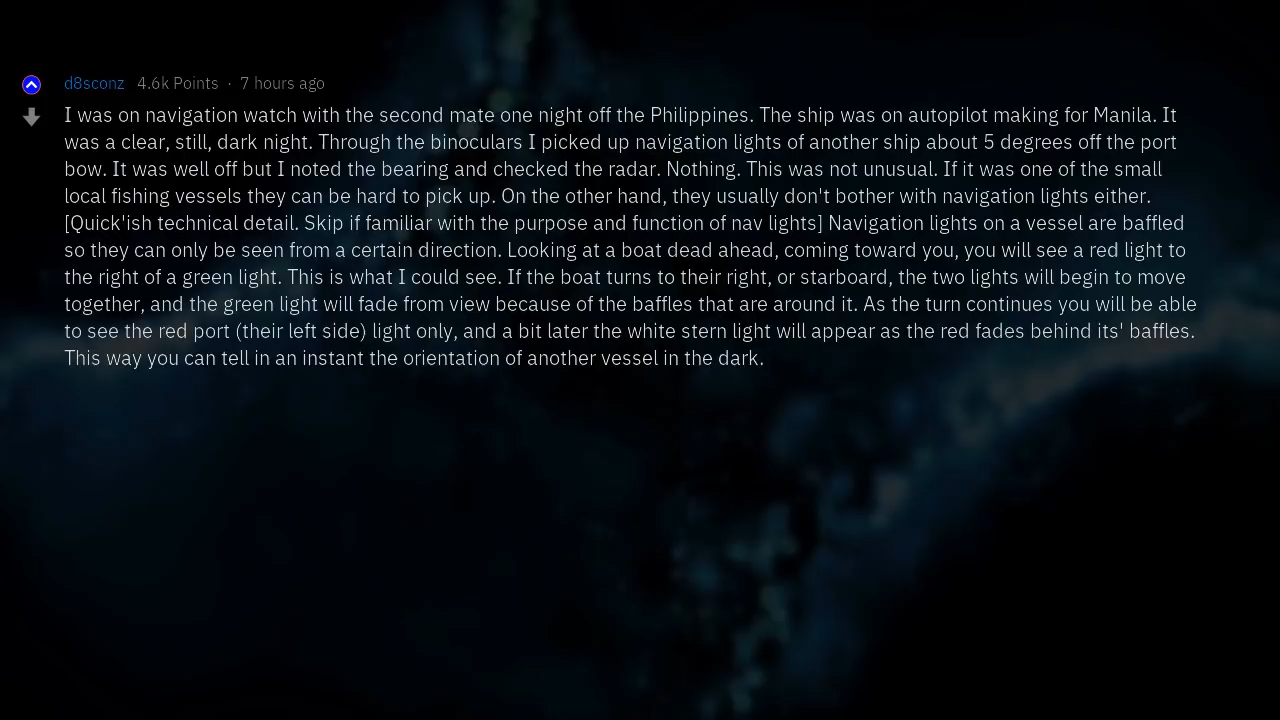 d8sconz 4.6k Points · 7 hours ago
I was on navigation watch with the second mate one night off the Philippines. The ship was on autopilot making for Manila. It
was a clear, still, dark night. Through the binoculars I picked up navigation lights of another ship about 5 degrees off the port
bow. It was well off but I noted the bearing and checked the radar. Nothing. This was not unusual. If it was one of the small
local fishing vessels they can be hard to pick up. On the other hand, they usually don't bother with navigation lights either.
[Quick'ish technical detail. Skip if familiar with the purpose and function of nav lights] Navigation lights on a vessel are baffled
so they can only be seen from a certain direction. Looking at a boat dead ahead, coming toward you, you will see a red light to
the right of a green light. This is what I could see. If the boat turns to their right, or starboard, the two lights will begin to move
together, and the green light will fade from view because of the baffles that are around it. As the turn continues you will be able
to see the red port (their left side) light only, and a bit later the white stern light will appear as the red fades behind its' baffles.
This way you can tell in an instant the orientation of another vessel in the dark.